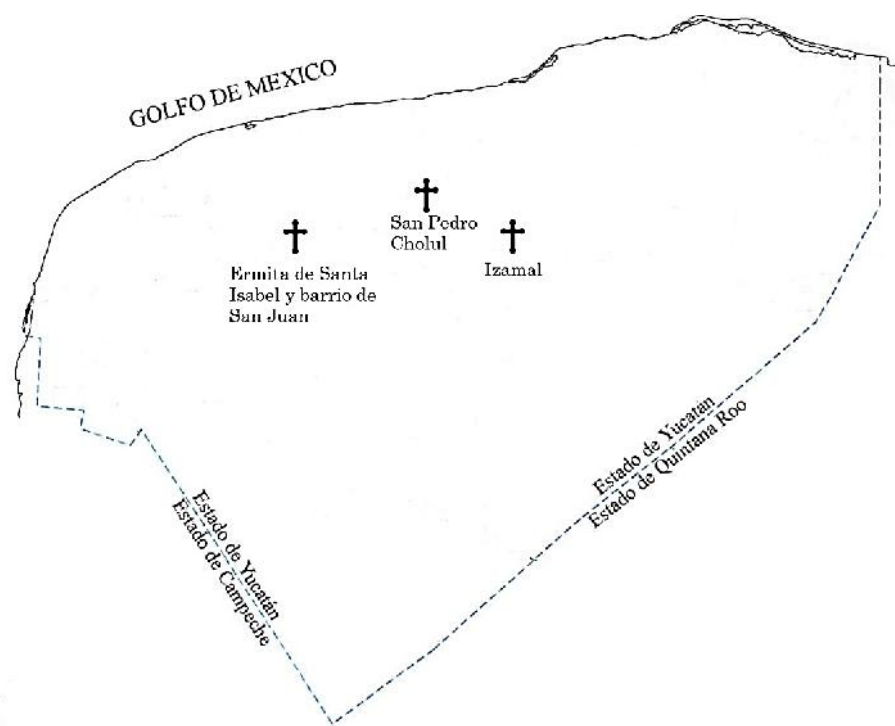 GOLFO DE MEXICO
San Pedro
Cholul
Ermita de Santa
Isabel y barrio de
San Juan
Izamal
Estado de Yucatán
Estado de Quintana Roo
Estado de Yucatán
Estado de Campeche